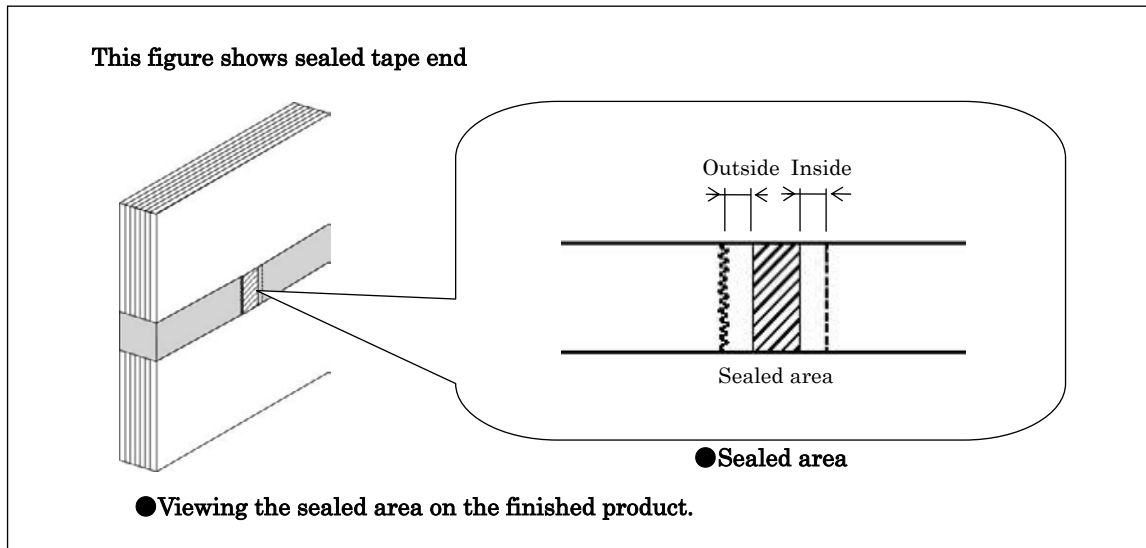 This figure shows sealed tape end
Outside Inside
Sealed area
●Sealed area
●Viewing the sealed area on the finished product.